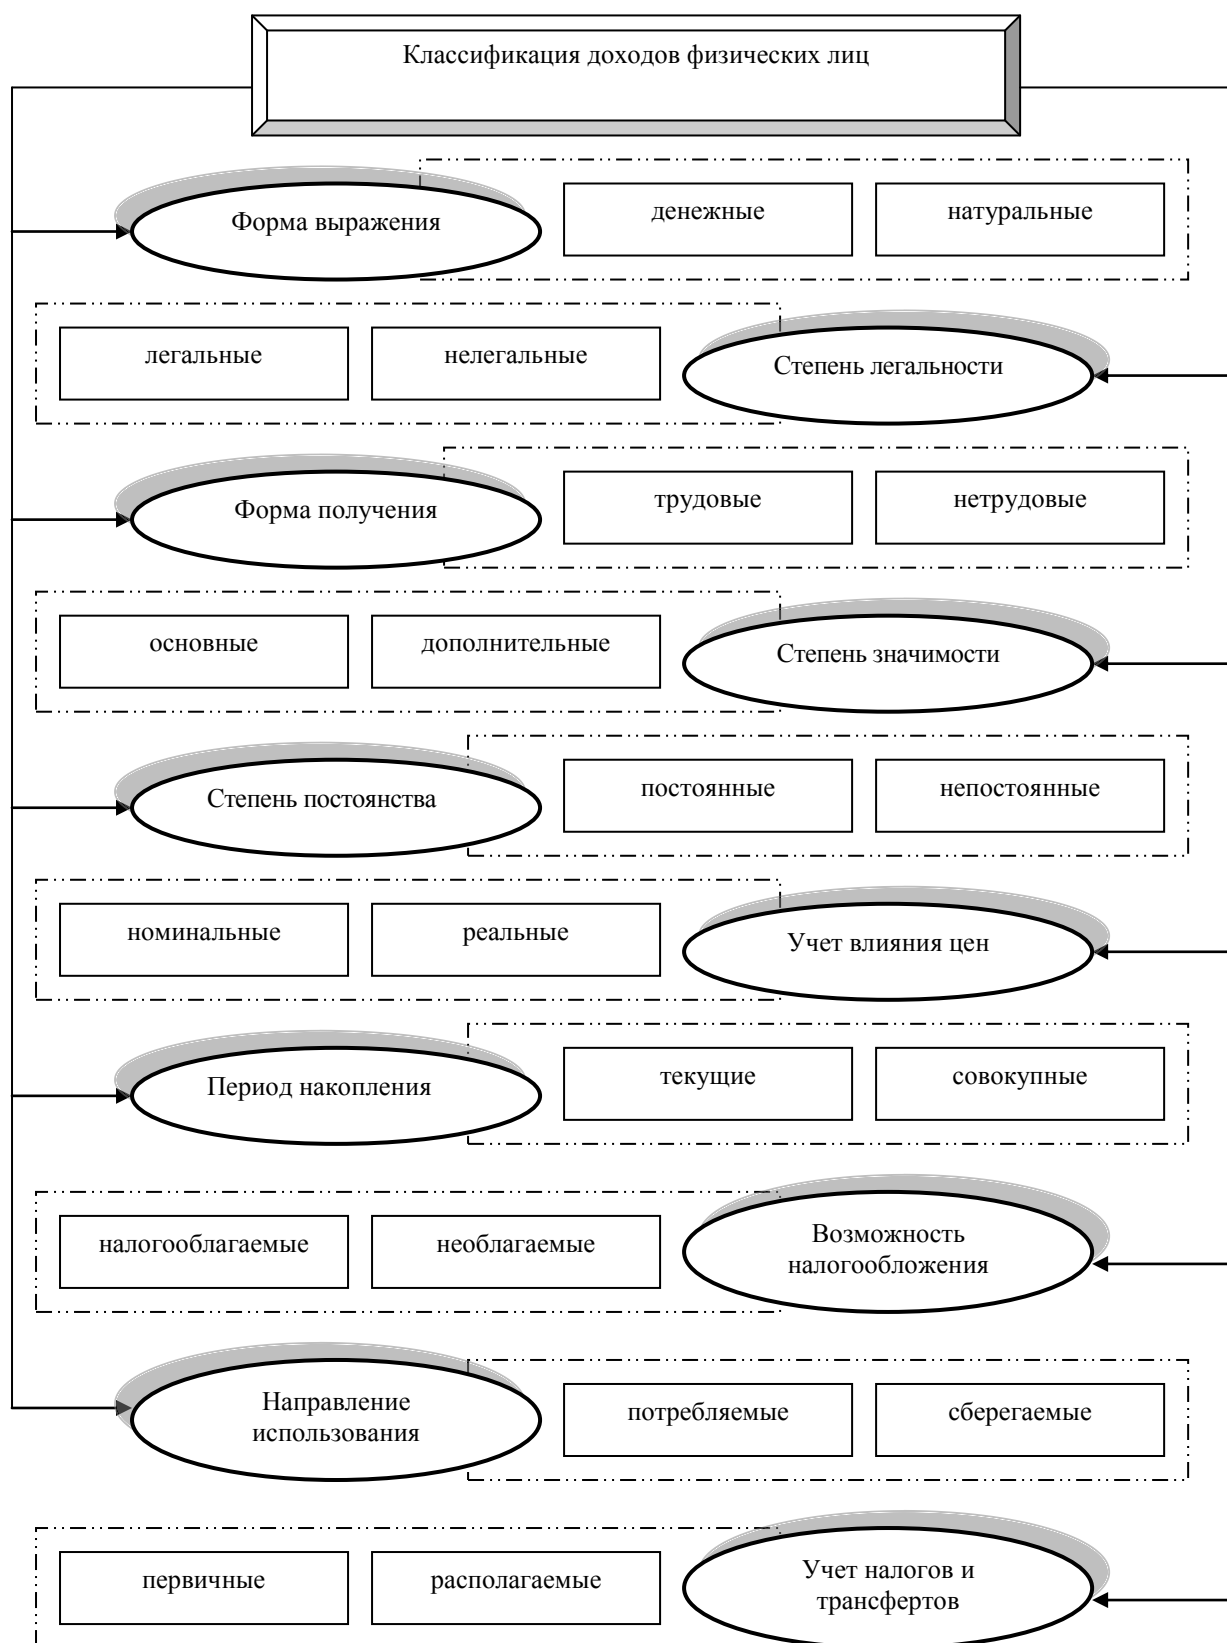 Классификация доходов физических лиц
Форма выражения
денежные
натуральные
легальные
нелегальные
Степень легальности
Форма получения
трудовые
нетрудовые
основные
дополнительные
Степень значимости
Степень постоянства
постоянные
непостоянные
номинальные
реальные
Учет влияния цен
Период накопления
текущие
совокупные
налогооблагаемые
необлагаемые
Возможность
налогообложения
Направление
использования
потребляемые
сберегаемые
первичные
располагаемые
Учет налогов и
трансфертов